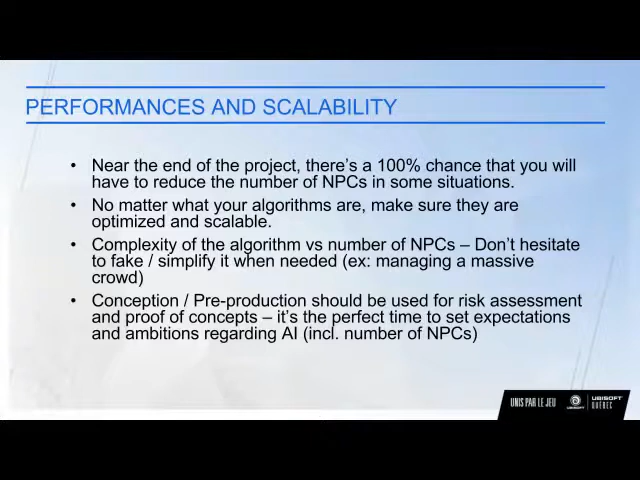 PERFORMANCES AND SCALABILITY
• Near the end of the project, there's a 100% chance that you will
have to reduce the number of NPCs in some situations.
• No matter what your algorithms are, make sure they are
optimized and scalable.
• Complexity of the algorithm vs number of NPCs – Don't hesitate
to fake / simplify it when needed (ex: managing a massive
crowd)
• Conception / Pre-production should be used for risk assessment
and proof of concepts – it's the perfect time to set expectations
and ambitions regarding AI (incl. number of NPCs)
UNIS PAR LE JEU
UBISOFT
UBISOFT
QUÉBEC